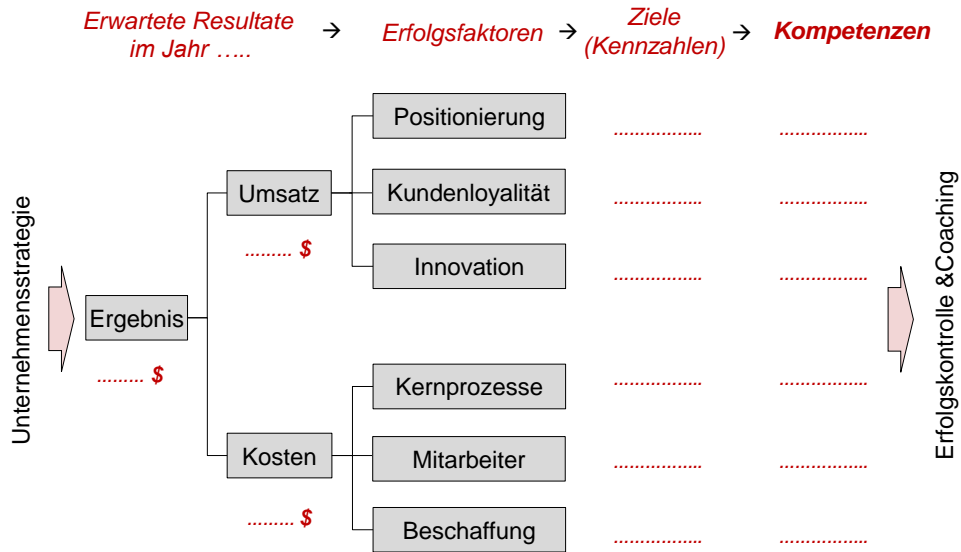 Erwartete Resultate
im Jahr …..
→
Erfolgsfaktoren
→
Ziele
(Kennzahlen)
→
Kompetenzen
Unternehmensstrategie
Ergebnis
……… $
Umsatz
……… $
Kosten
……… $
Positionierung
.................
.................
Kundenloyalität
.................
.................
Innovation
.................
.................
Kernprozesse
.................
.................
Mitarbeiter
.................
.................
Beschaffung
.................
.................
Erfolgskontrolle &Coaching